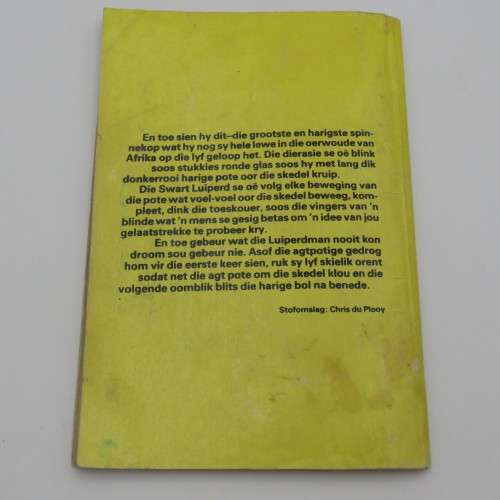 En toe sien hy dit—die grootste en harigste spin-
nekop wat hy nog sy hele lewe in die oerwoude van
Afrika op die lyf geloop het. Die dierasie se oë blink
soos stukkies ronde glas soos hy met lang dik
donkerrooi harige pote oor die skedel kruip.
Die Swart Luiperd se oë volg elke beweging van
die pote wat voel-voel oor die skedel beweeg, kom-
pleet, dink die toeskouer, soos die vingers van 'n
blinde wat 'n mens se gesig betas om 'n idee van jou
gelaatstrekke te probeer kry.
En toe gebeur wat die Luiperdman nooit kon
droom sou gebeur nie. Asof die agtpotige gedrog
hom vir die eerste keer sien, ruk sy lyf skielik orent
sodat net die agt pote om die skedel klou en die
volgende oomblik blits die harige bol na benede.
Stofomslag: Chris du Plooy